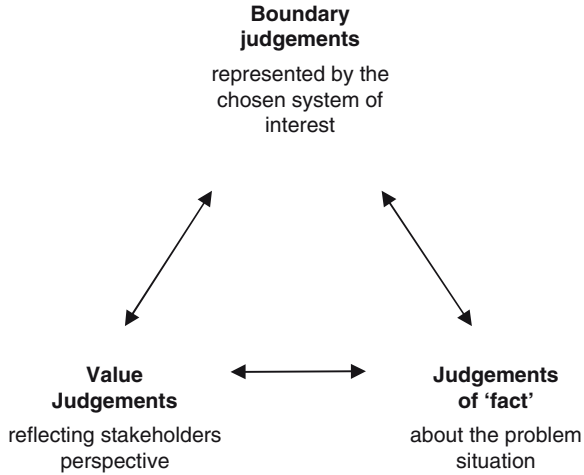 Boundary
judgements
represented by the
chosen system of
interest
Value
Judgements
reflecting stakeholders
perspective
Judgements
of ‘fact’
about the problem
situation